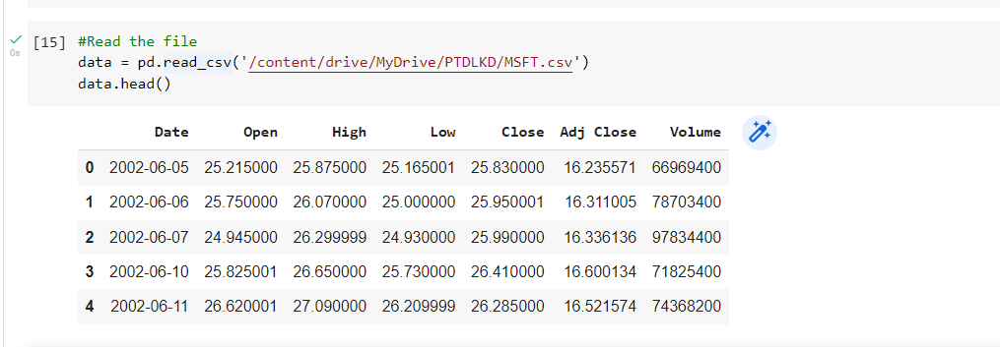 [15] #Read the file
0s data = pd.read_csv('/content/drive/MyDrive/PTDLKD/MSFT.csv')
data.head()
Date Open High Low Close Adj Close Volume
0 2002-06-05 25.215000 25.875000 25.165001 25.830000 16.235571 66969400
1 2002-06-06 25.750000 26.070000 25.000000 25.950001 16.311005 78703400
2 2002-06-07 24.945000 26.299999 24.930000 25.990000 16.336136 97834400
3 2002-06-10 25.825001 26.650000 25.730000 26.410000 16.600134 71825400
4 2002-06-11 26.620001 27.090000 26.209999 26.285000 16.521574 74368200